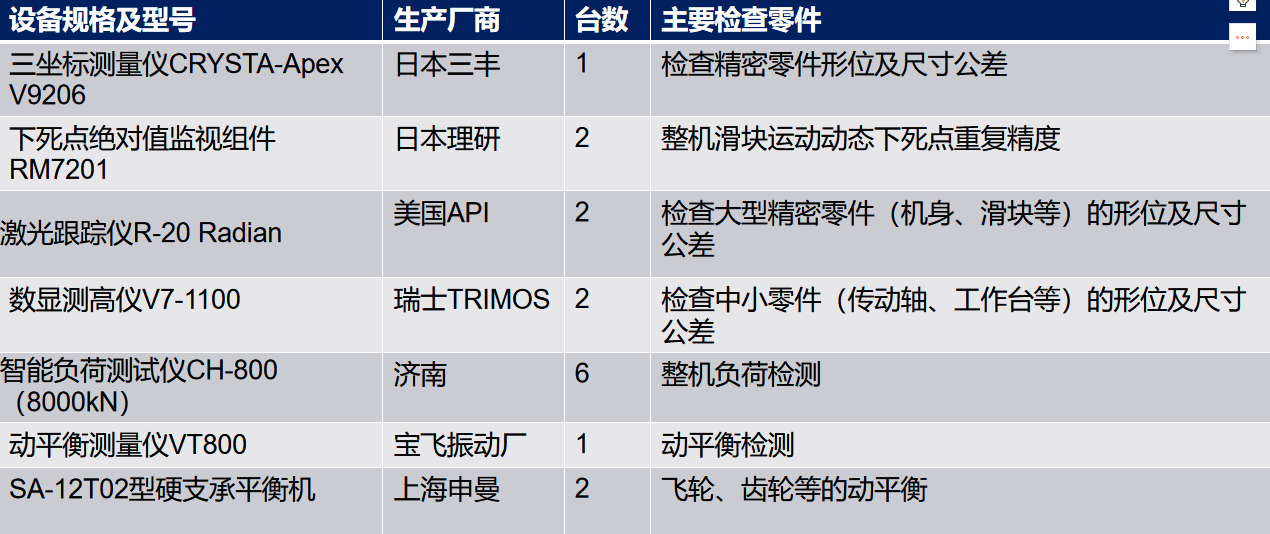 设备规格及型号 生产厂商 台数 主要检查零件
三坐标测量仪CRYSTA-Apex V9206 日本三丰 1 检查精密零件形位及尺寸公差
下死点绝对值监视组件 RM7201 日本理研 2 整机滑块运动动态下死点重复精度
激光跟踪仪R-20 Radian 美国API 2 检查大型精密零件（机身、滑块等）的形位及尺寸公差
数显测高仪V7-1100 瑞士TRIMOS 2 检查中小零件（传动轴、工作台等）的形位及尺寸公差
智能负荷测试仪CH-800（8000kN） 济南 6 整机负荷检测
动平衡测量仪VT800 宝飞振动厂 1 动平衡检测
SA-12T02型硬支承平衡机 上海申曼 2 飞轮、齿轮等的动平衡